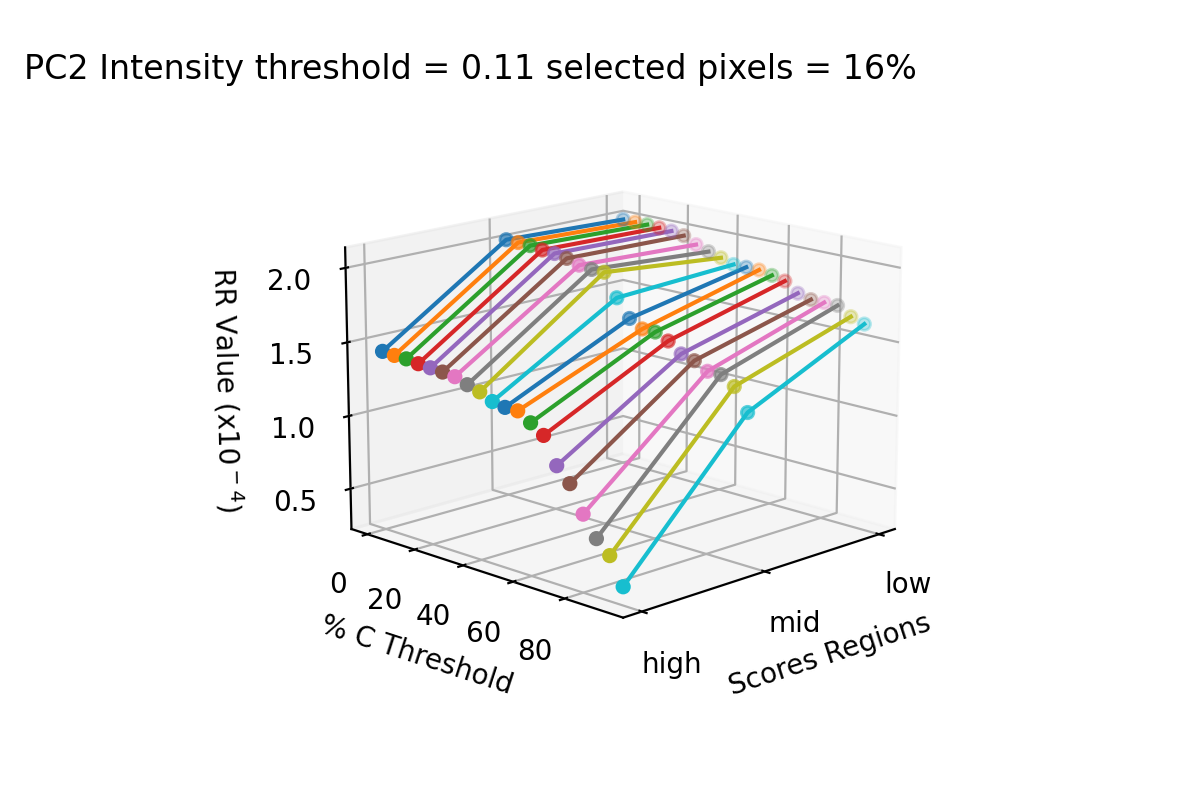 PC2 Intensity threshold = 0.11 selected pixels = 16%
2.0
1.5
1.0
0.5
RR Value (x10⁻⁴)
0
20
40
60
80
% C Threshold
high
mid
low
Scores Regions